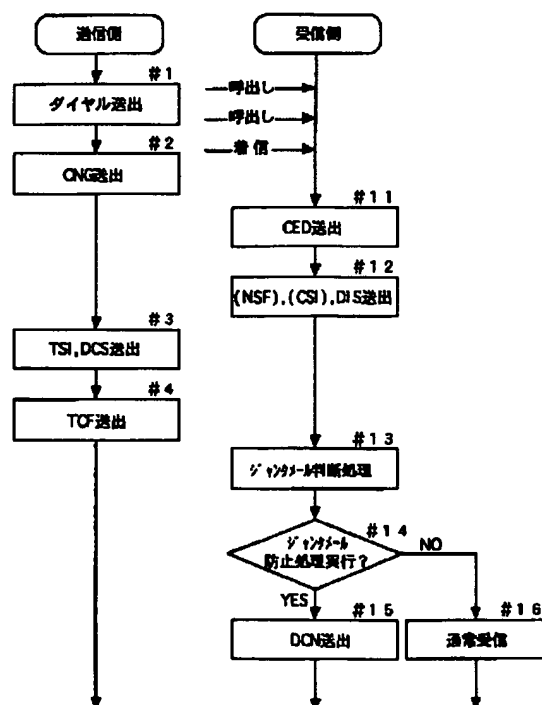 送信側
受信側
#1
ダイヤル送出
呼出し
呼出し
着信
#2
CNG送出
#11
CED送出
#12
(NSF),(CSI),DIS送出
#3
TSI,DCS送出
#4
TCF送出
#13
ジャンクメール判断処理
#14
ジャンクメール
防止処理実行?
NO
YES
#15
DCN送出
#16
通常受信